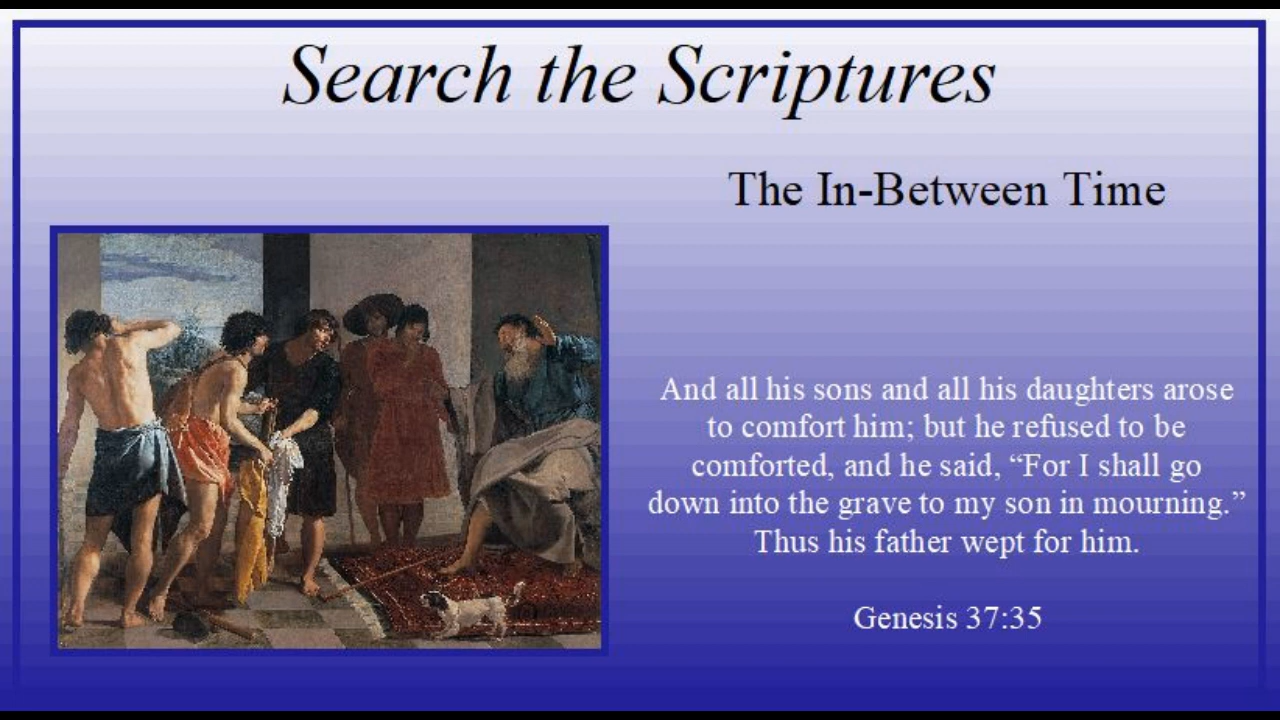 Search the Scriptures
The In-Between Time
And all his sons and all his daughters arose
to comfort him; but he refused to be
comforted, and he said, “For I shall go
down into the grave to my son in mourning.”
Thus his father wept for him.
Genesis 37:35